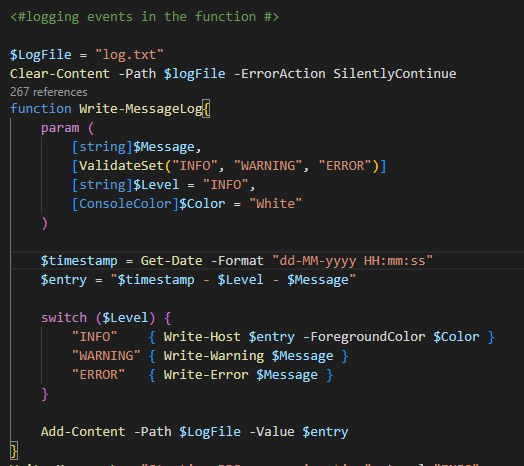 <#logging events in the function #>
$LogFile = "log.txt"
Clear-Content -Path $logFile -ErrorAction SilentlyContinue
267 references
function Write-MessageLog{
    param (
        [string]$Message,
        [ValidateSet("INFO", "WARNING", "ERROR")]
        [string]$Level = "INFO",
        [ConsoleColor]$Color = "White"
    )
    $timestamp = Get-Date -Format "dd-MM-yyyy HH:mm:ss"
    $entry = "$timestamp - $Level - $Message"
    switch ($Level) {
        "INFO"    { Write-Host $entry -ForegroundColor $Color }
        "WARNING" { Write-Warning $Message }
        "ERROR"   { Write-Error $Message }
    }
    Add-Content -Path $LogFile -Value $entry
}